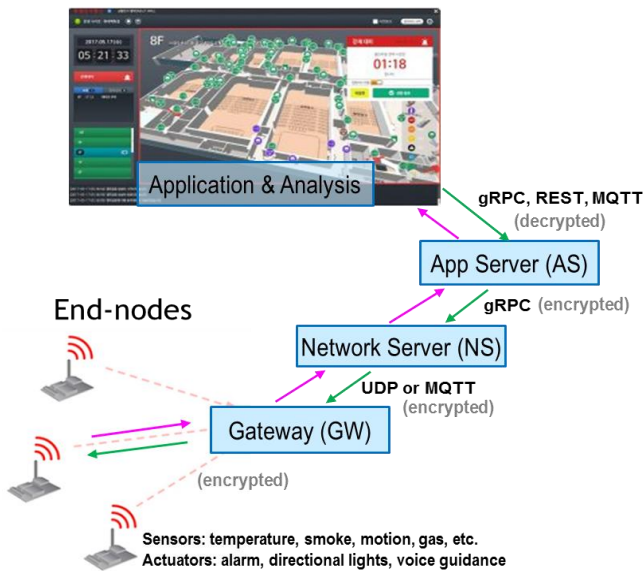 2017.05.17(수)
05 21 33
8F
01:18
Application & Analysis
gRPC, REST, MQTT
(decrypted)
App Server (AS)
gRPC (encrypted)
End-nodes
Network Server (NS)
UDP or MQTT
(encrypted)
Gateway (GW)
(encrypted)
Sensors: temperature, smoke, motion, gas, etc.
Actuators: alarm, directional lights, voice guidance